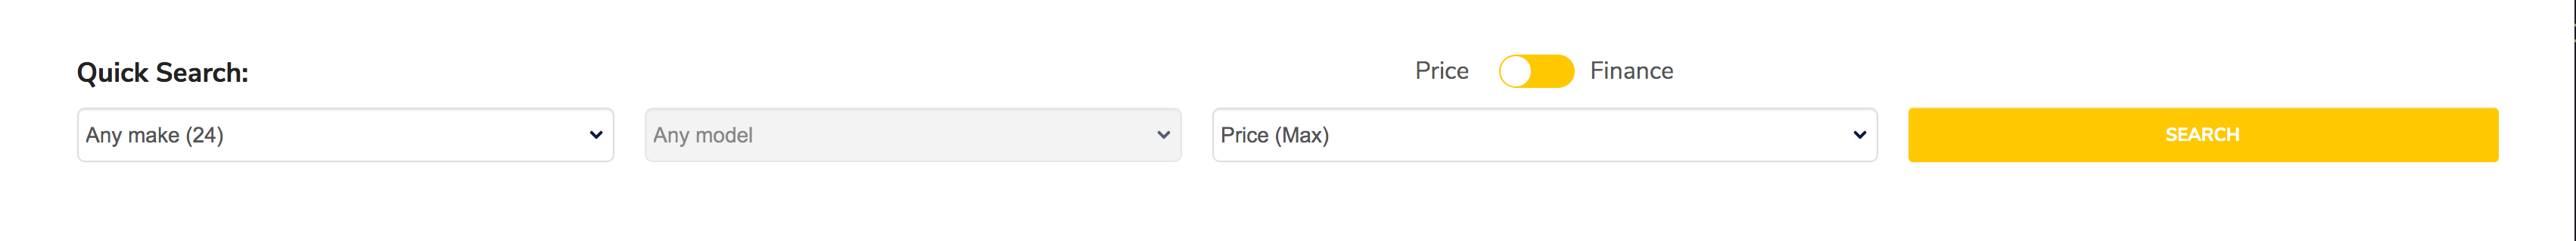 Quick Search:
Price Finance
Any make (24)
Any model
Price (Max)
SEARCH